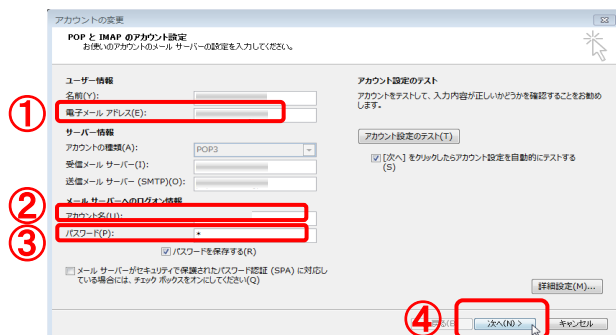 アカウントの変更
POP と IMAP のアカウント設定
お使いのアカウントのメール サーバーの設定を入力してください。
ユーザー情報
名前(Y):
① 電子メール アドレス(E):
サーバー情報
アカウントの種類(A):
POP3
受信メール サーバー(I):
送信メール サーバー (SMTP)(O):
メール サーバーへのログオン情報
② アカウント名(U):
③ パスワード(P):
*
パスワードを保存する(R)
メール サーバーがセキュリティで保護されたパスワード認証 (SPA) に対応し
ている場合には、チェック ボックスをオンにしてください(Q)
アカウント設定のテスト
アカウントをテストして、入力内容が正しいかどうかを確認することをお勧め
します。
アカウント設定のテスト(T)
[次へ] をクリックしたらアカウント設定を自動的にテストする
(S)
詳細設定(M)...
④
次へ(N) >
キャンセル